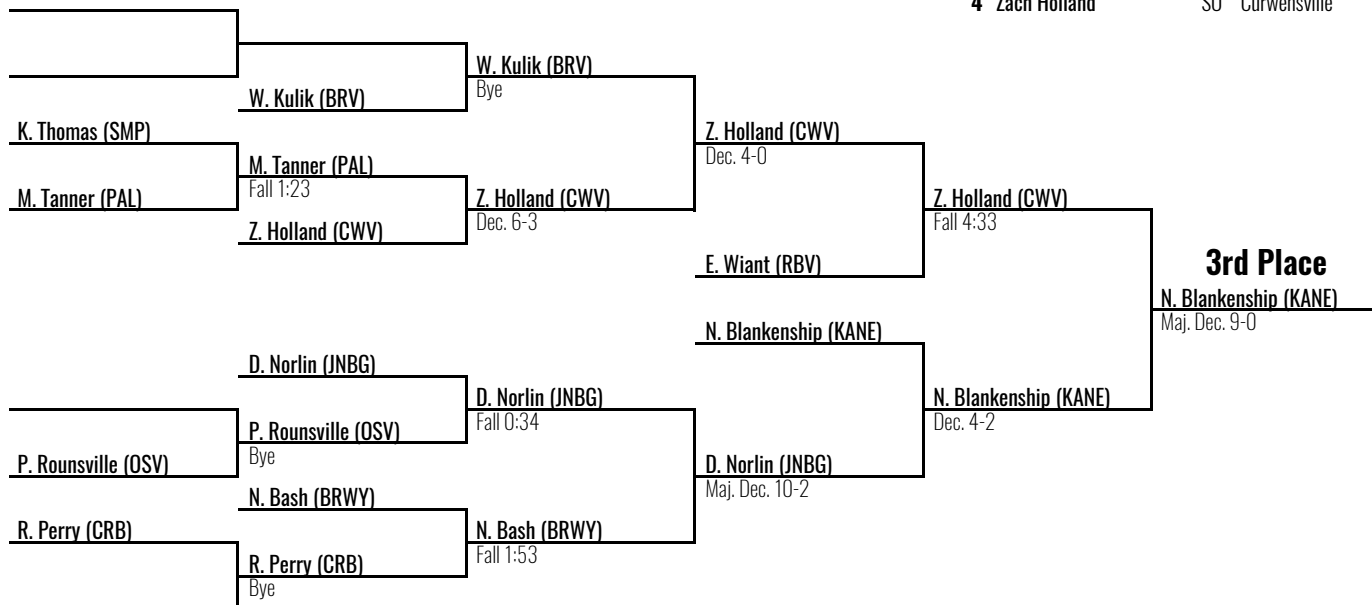 4 Zach Holland SO Curwensville
W. Kulik (BRV)
Bye
W. Kulik (BRV)
K. Thomas (SMP)
Z. Holland (CWV)
Dec. 4-0
M. Tanner (PAL)
Fall 1:23
M. Tanner (PAL)
Z. Holland (CWV)
Dec. 6-3
Z. Holland (CWV)
Fall 4:33
Z. Holland (CWV)
E. Wiant (RBV)
3rd Place
N. Blankenship (KANE)
Maj. Dec. 9-0
N. Blankenship (KANE)
D. Norlin (JNBG)
D. Norlin (JNBG)
Fall 0:34
N. Blankenship (KANE)
Dec. 4-2
P. Rounsville (OSV)
Bye
P. Rounsville (OSV)
D. Norlin (JNBG)
Maj. Dec. 10-2
N. Bash (BRWY)
R. Perry (CRB)
N. Bash (BRWY)
Fall 1:53
R. Perry (CRB)
Bye